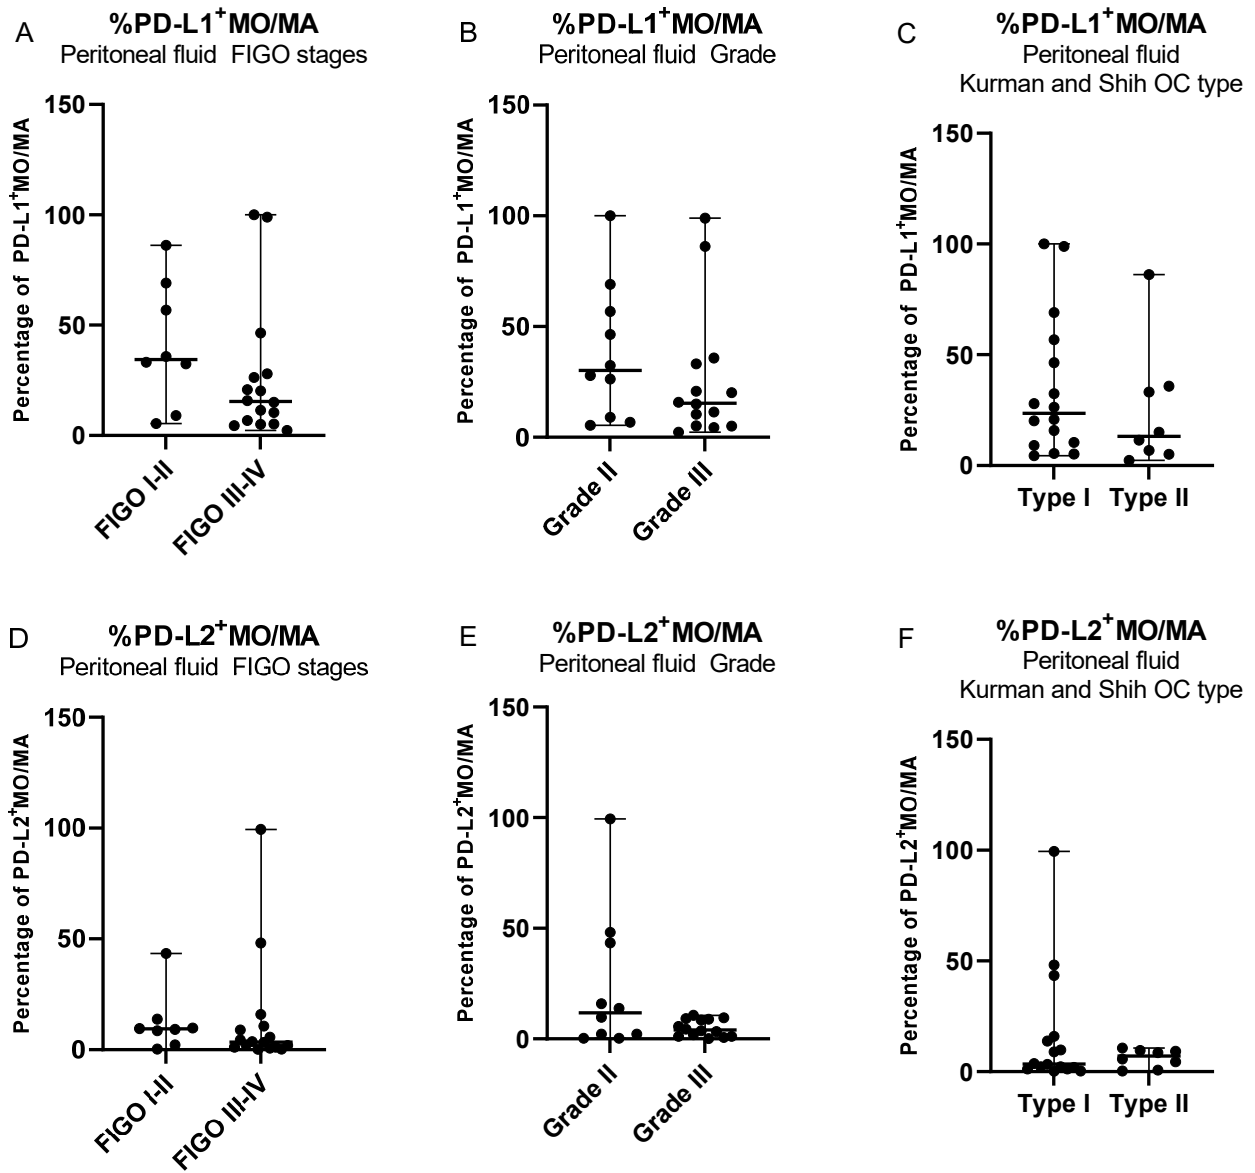 A
%PD-L1+MO/MA
Peritoneal fluid FIGO stages
Percentage of PD-L1+MO/MA
150
100
50
0
FIGO I-II
FIGO III-IV
B
%PD-L1+MO/MA
Peritoneal fluid Grade
Percentage of PD-L1+MO/MA
150
100
50
0
Grade II
Grade III
C
%PD-L1+MO/MA
Peritoneal fluid
Kurman and Shih OC type
Percentage of PD-L1+MO/MA
150
100
50
0
Type I
Type II
D
%PD-L2+MO/MA
Peritoneal fluid FIGO stages
Percentage of PD-L2+MO/MA
150
100
50
0
FIGO I-II
FIGO III-IV
E
%PD-L2+MO/MA
Peritoneal fluid Grade
Percentage of PD-L2+MO/MA
150
100
50
0
Grade II
Grade III
F
%PD-L2+MO/MA
Peritoneal fluid
Kurman and Shih OC type
Percentage of PD-L2+MO/MA
150
100
50
0
Type I
Type II